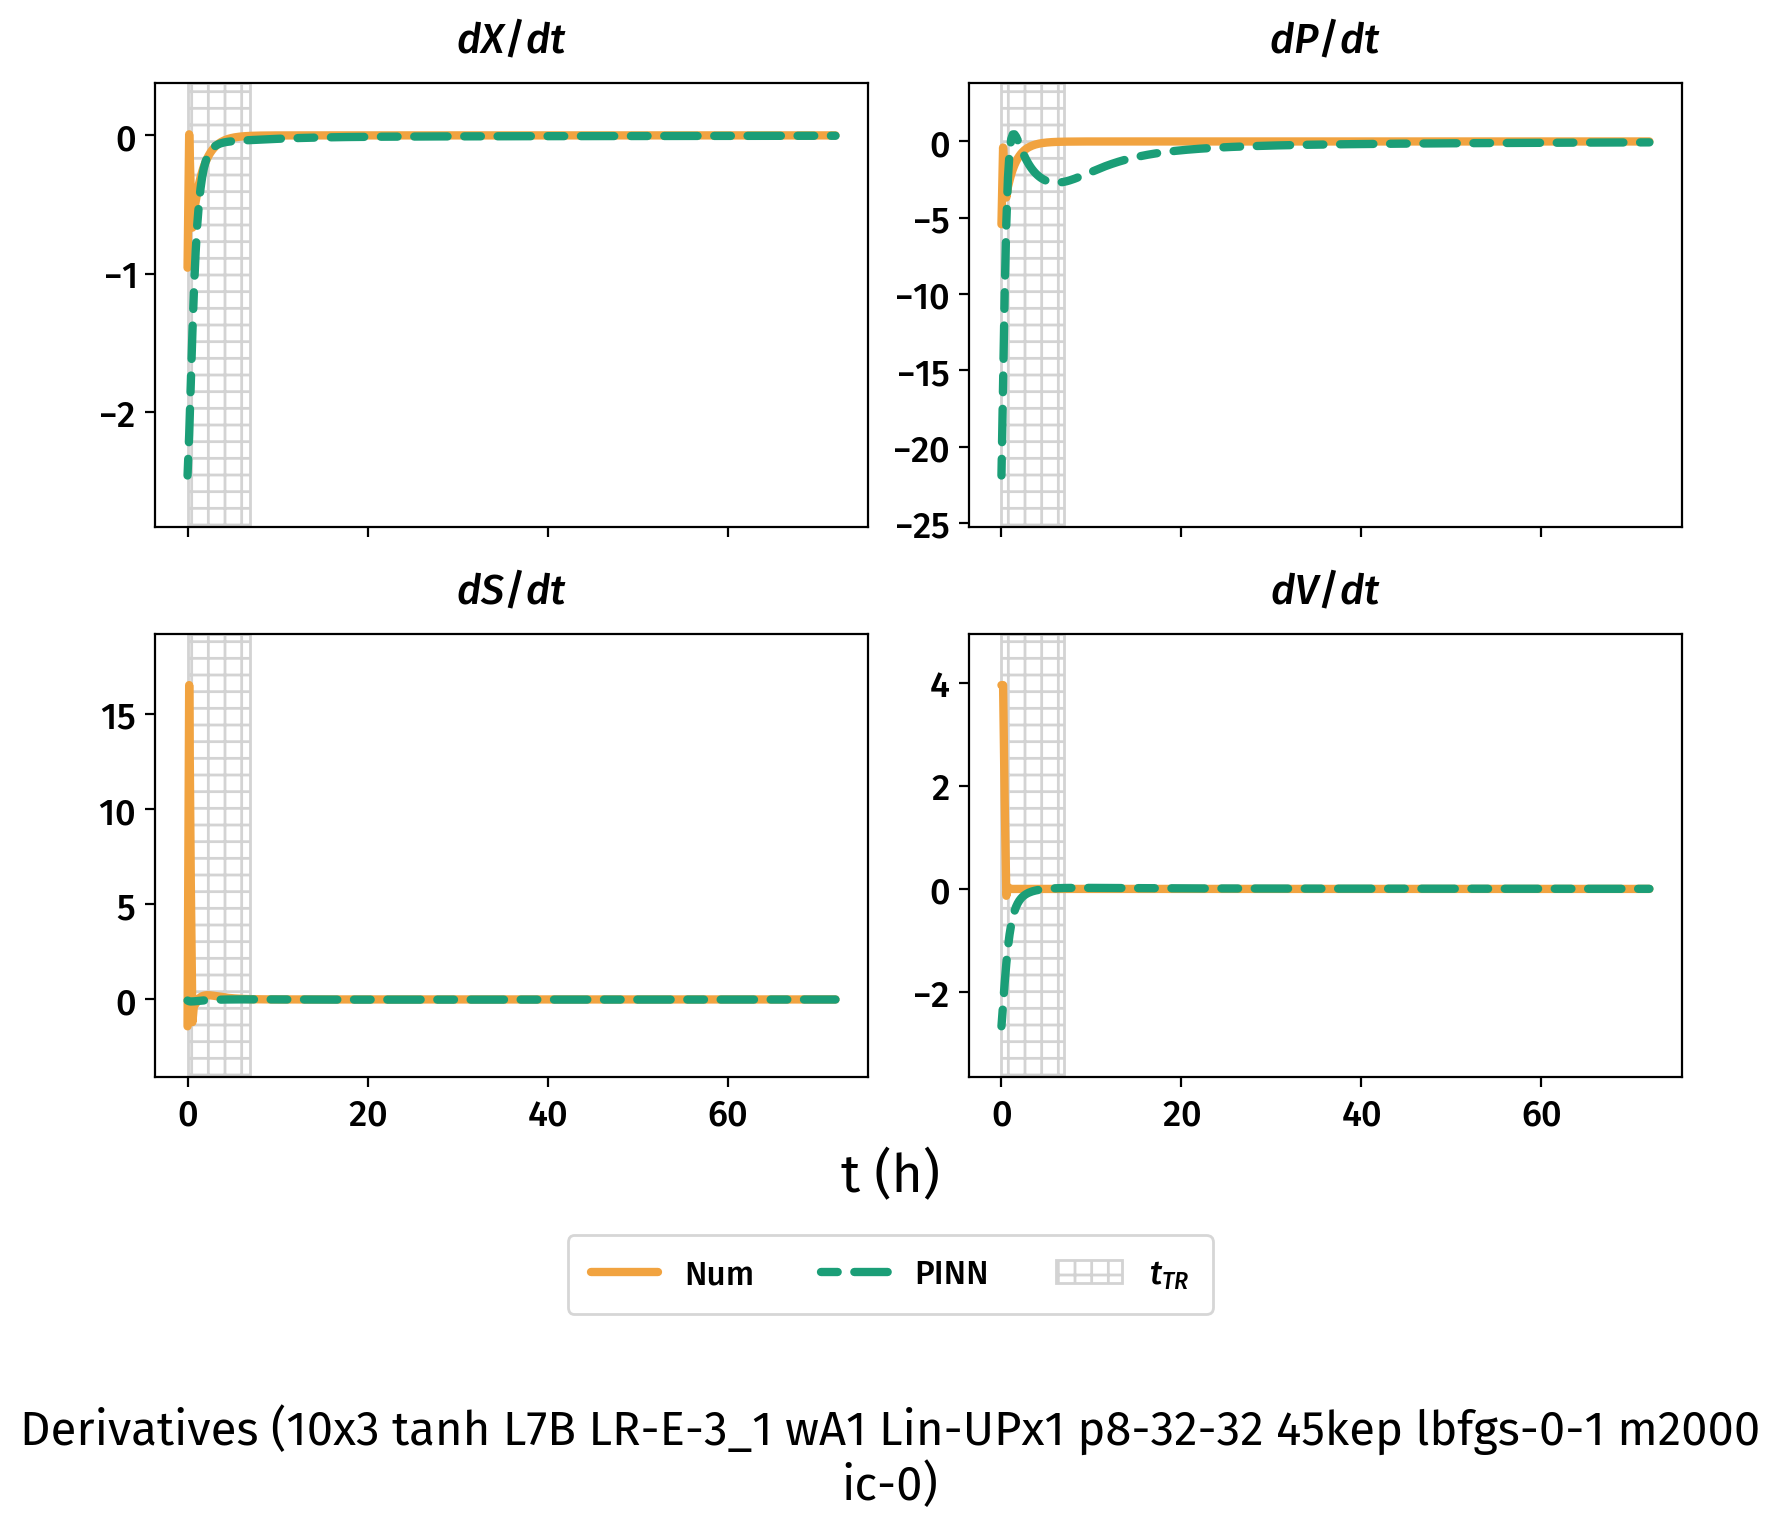 dX/dt
dP/dt
0
−1
−2
0
−5
−10
−15
−20
−25
dS/dt
dV/dt
15
10
5
0
4
2
0
−2
0 20 40 60
0 20 40 60
t (h)
Num PINN t_TR
Derivatives (10x3 tanh L7B LR-E-3_1 wA1 Lin-UPx1 p8-32-32 45kep lbfgs-0-1 m2000
ic-0)